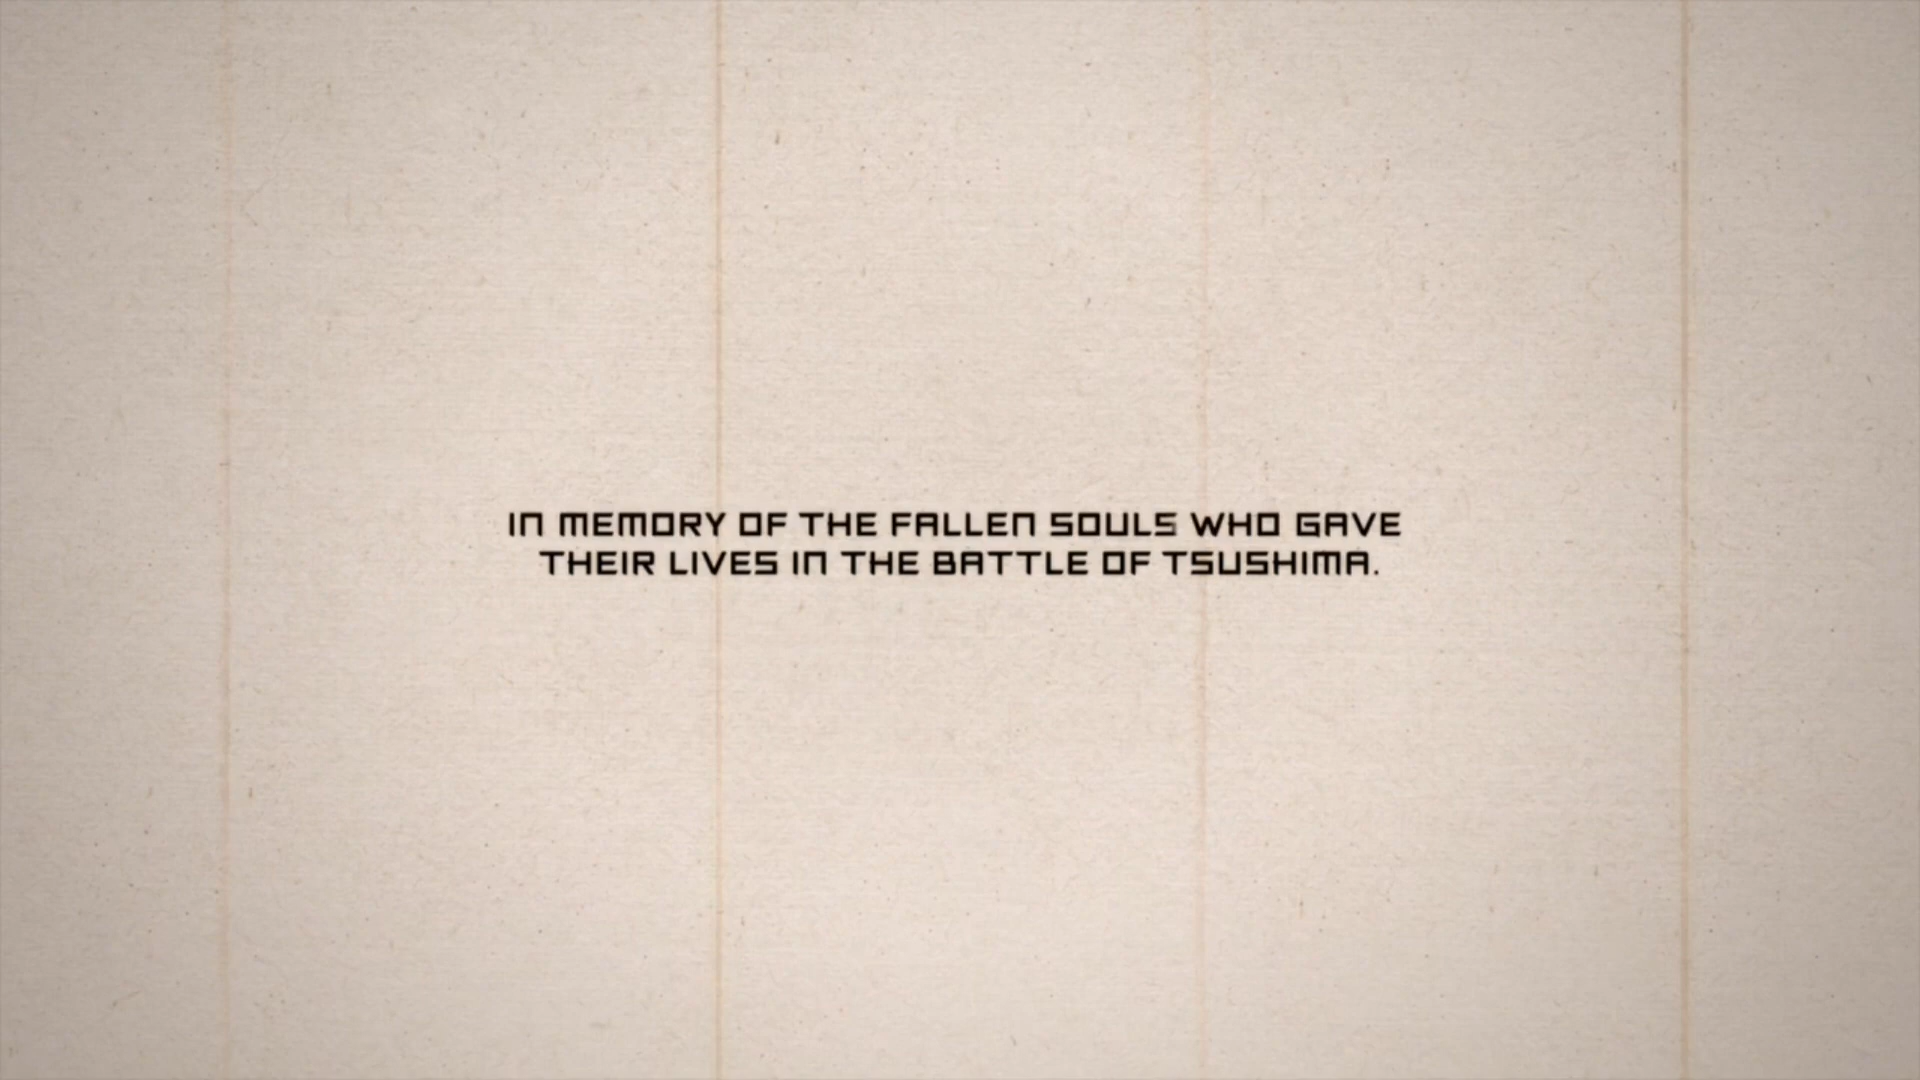 IN MEMORY OF THE FALLEN SOULS WHO GAVE
THEIR LIVES IN THE BATTLE OF TSUSHIMA.